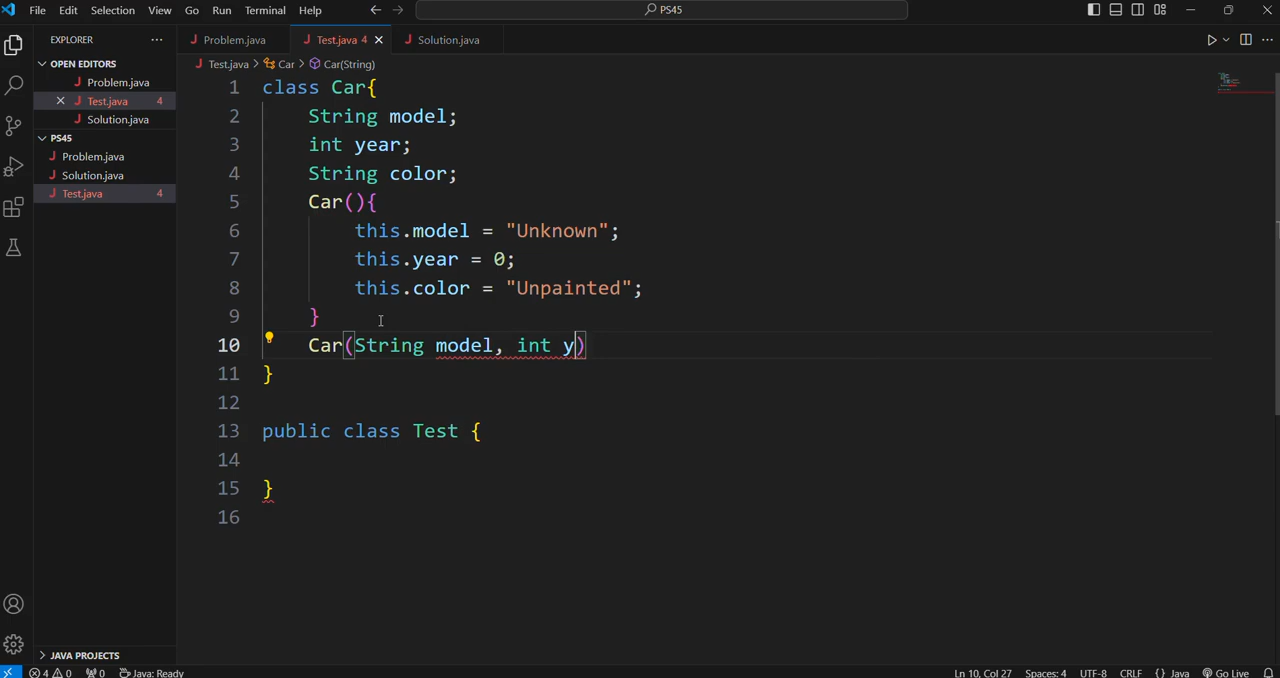 File Edit Selection View Go Run Terminal Help
PS45
EXPLORER
OPEN EDITORS
Problem.java
Test.java 4
Solution.java
PS45
Problem.java
Solution.java
Test.java 4
JAVA PROJECTS
Problem.java Test.java 4 Solution.java
Test.java > Car > Car(String)
1 class Car{
2 String model;
3 int year;
4 String color;
5 Car(){
6 this.model = "Unknown";
7 this.year = 0;
8 this.color = "Unpainted";
9 }
10 Car(String model, int y)
11 }
12
13 public class Test {
14
15 }
16
4 0 0 Java: Ready Ln 10, Col 27 Spaces: 4 UTF-8 CRLF {} Java Go Live